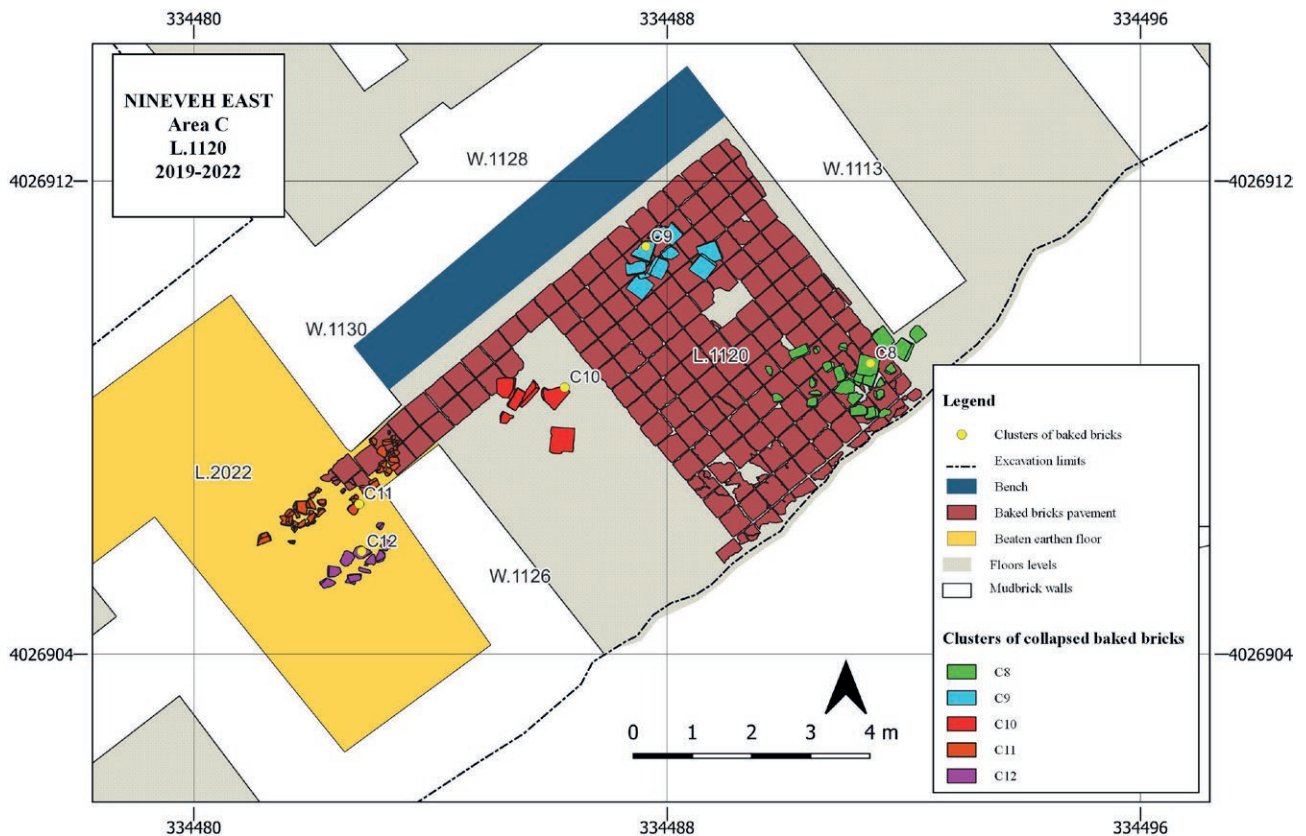 334480
334488
334496
NINEVEH EAST
Area C
L.1120
2019-2022
W.1128
W.1113
4026912
4026912
C9
W.1130
L.1120
C8
C10
L.2022
C11
C12
W.1126
Legend
Clusters of baked bricks
Excavation limits
Bench
Baked bricks pavement
Beaten earthen floor
Floors levels
Mudbrick walls
Clusters of collapsed baked bricks
C8
C9
C10
C11
C12
4026904
4026904
0 1 2 3 4 m
334480
334488
334496